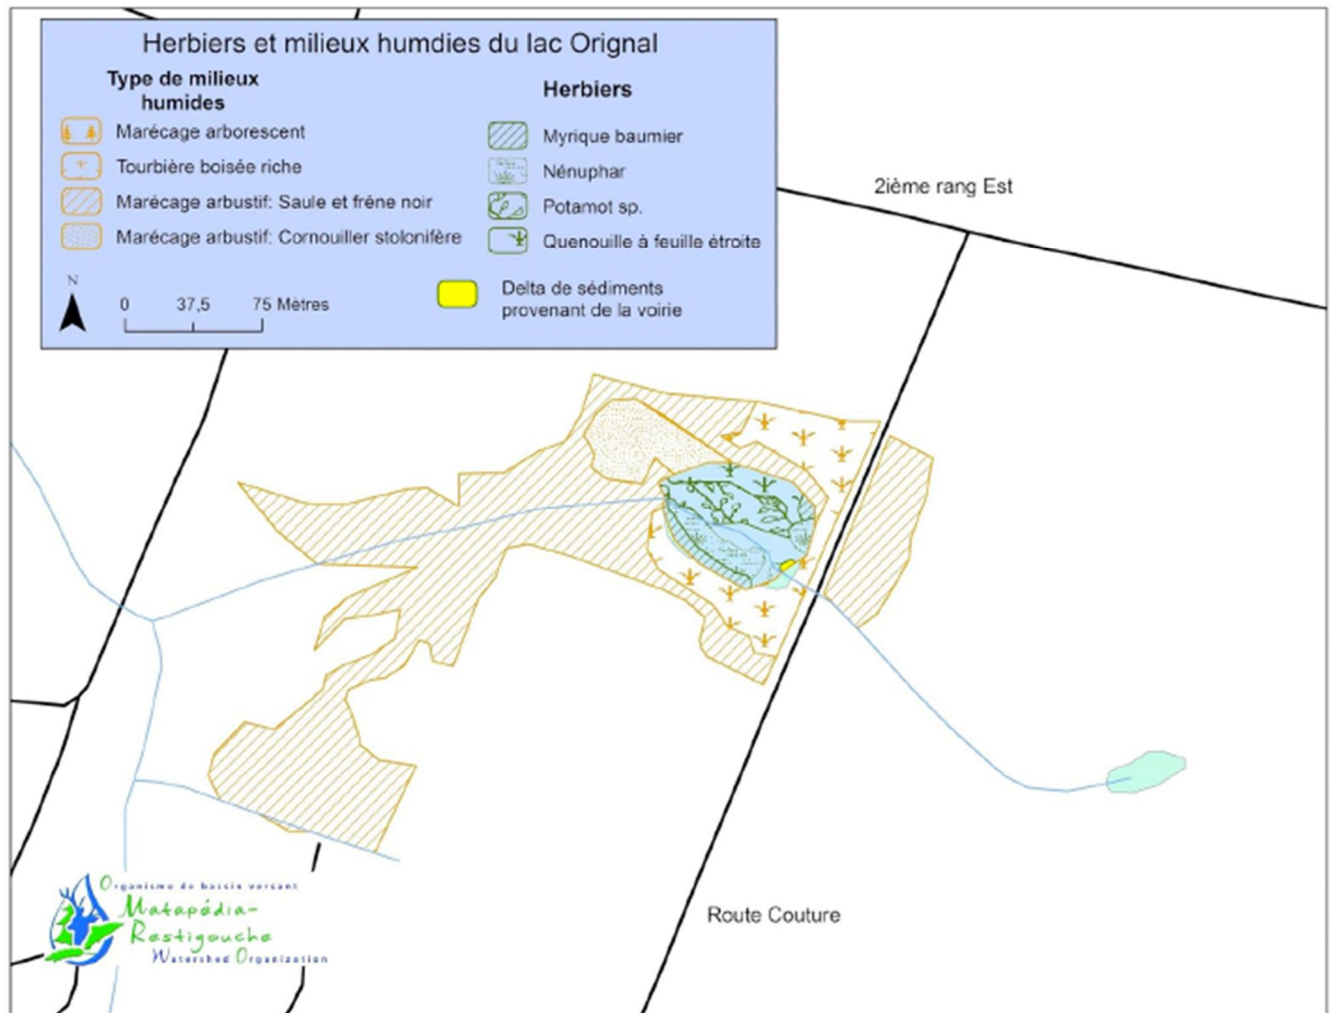 Herbiers et milieux humdies du lac Orignal
Type de milieux
humides
Marécage arborescent
Tourbière boisée riche
Marécage arbustif: Saule et frêne noir
Marécage arbustif: Cornouiller stolonifère
Herbiers
Myrique baumier
Nénuphar
Potamot sp.
Quenouille à feuille étroite
N
0 37,5 75 Mètres
Delta de sédiments
provenant de la voirie
2ième rang Est
Route Couture
Organisme de bassin versant
Matapédia-
Restigouche
Watershed Organization